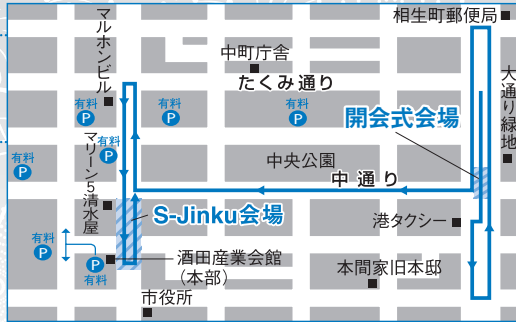 相生町郵便局
マルホンビル
中町庁舎
たくみ通り
大通り緑地
有料
P
有料
P
有料
P
開会式会場
有料
P
マリーン5清水屋
有料
P
中央公園
中通り
S-Jinku会場
港タクシー
有料
P
酒田産業会館
(本部)
P
有料
本間家旧本邸
市役所